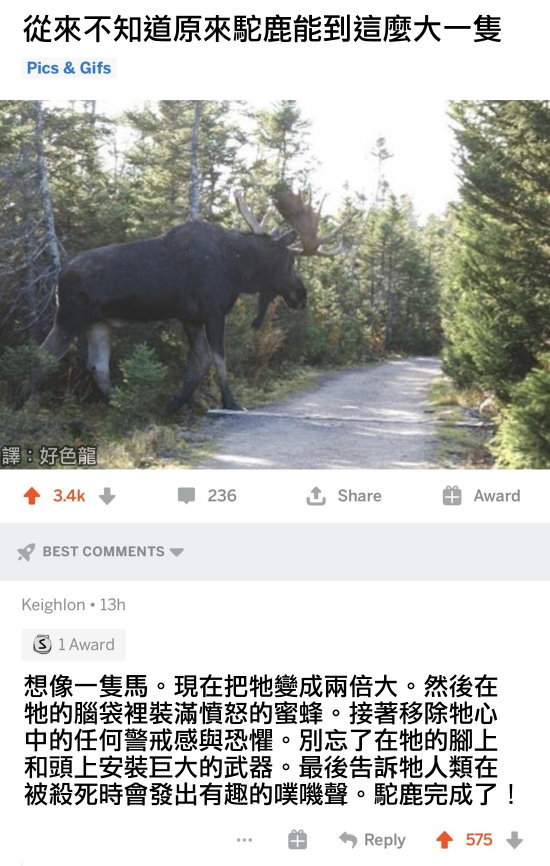 從來不知道原來駝鹿能到這麼大一隻
Pics & Gifs
譯：好色龍
3.4k
236
Share
Award
BEST COMMENTS
Keighlon • 13h
S 1 Award
想像一隻馬。現在把牠變成兩倍大。然後在
牠的腦袋裡裝滿憤怒的蜜蜂。接著移除牠心
中的任何警戒感與恐懼。別忘了在牠的腳上
和頭上安裝巨大的武器。最後告訴牠人類在
被殺死時會發出有趣的噗嘰聲。駝鹿完成了！
... Reply 575